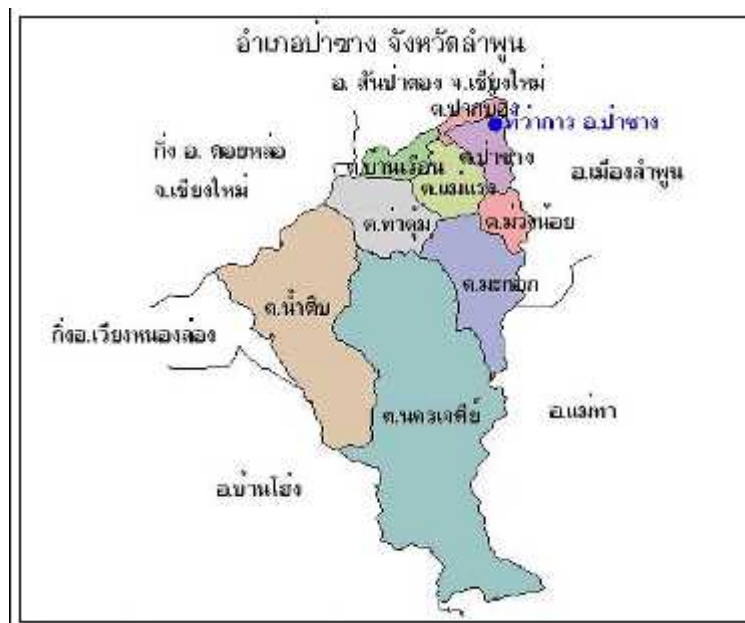 อำเภอป่าซาง จังหวัดลำพูน
อ. สันป่าตอง จ.เชียงใหม่
ต.ปากบ่อง
ที่ว่าการ อ.ป่าซาง
กิ่ง อ. ดอยหล่อ
จ.เชียงใหม่
ต.บ้านเรือน
ต.ป่าซาง
ต.แม่แรง
อ.เมืองลำพูน
ต.ท่าตุ้ม
ต.ม่วงน้อย
ต.มะกอก
ต.น้ำดิบ
กิ่งอ.เวียงหนองล่อง
ต.นครเจดีย์
อ.แม่ทา
อ.บ้านโฮ่ง